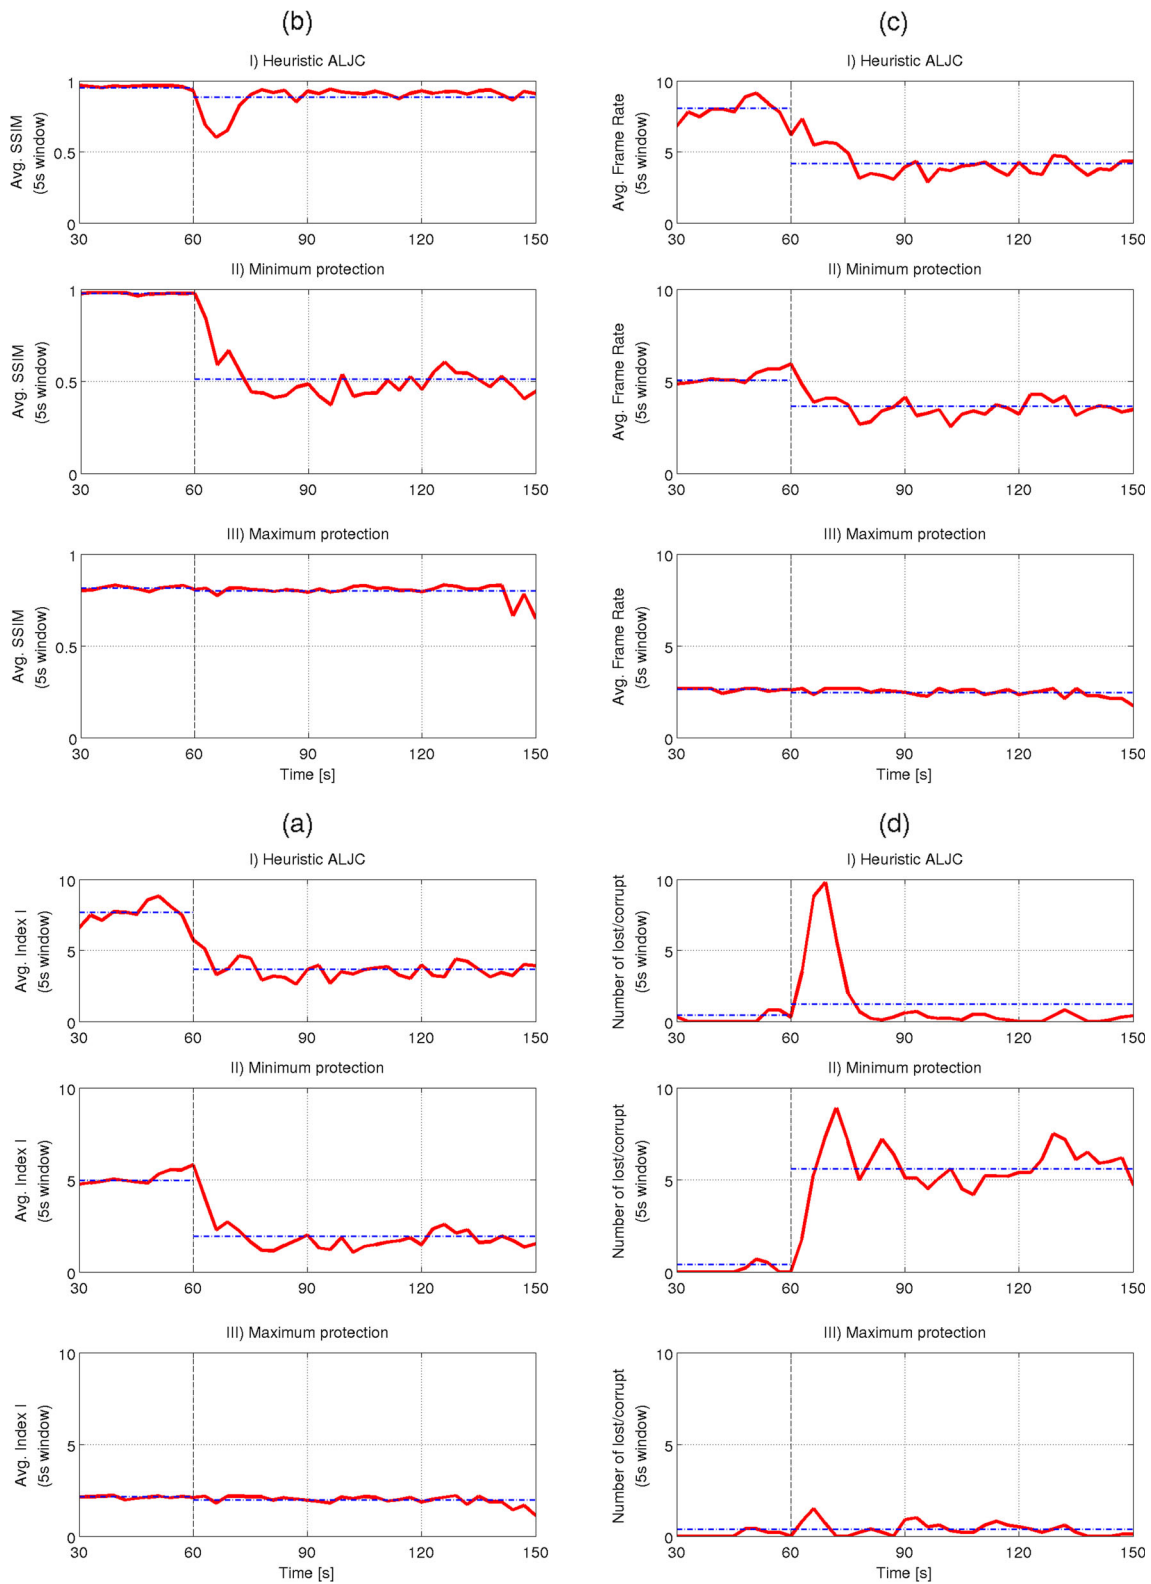 (b)
I) Heuristic ALJC
Avg. SSIM
(5s window)
1
0.5
0
30 60 90 120 150
II) Minimum protection
Avg. SSIM
(5s window)
1
0.5
0
30 60 90 120 150
III) Maximum protection
Avg. SSIM
(5s window)
1
0.5
0
30 60 90 120 150
Time [s]
(c)
I) Heuristic ALJC
Avg. Frame Rate
(5s window)
10
5
0
30 60 90 120 150
II) Minimum protection
Avg. Frame Rate
(5s window)
10
5
0
30 60 90 120 150
III) Maximum protection
Avg. Frame Rate
(5s window)
10
5
0
30 60 90 120 150
Time [s]
(a)
I) Heuristic ALJC
Avg. Index I
(5s window)
10
5
0
30 60 90 120 150
II) Minimum protection
Avg. Index I
(5s window)
10
5
0
30 60 90 120 150
III) Maximum protection
Avg. Index I
(5s window)
10
5
0
30 60 90 120 150
Time [s]
(d)
I) Heuristic ALJC
Number of lost/corrupt
(5s window)
10
5
0
30 60 90 120 150
II) Minimum protection
Number of lost/corrupt
(5s window)
10
5
0
30 60 90 120 150
III) Maximum protection
Number of lost/corrupt
(5s window)
10
5
0
30 60 90 120 150
Time [s]